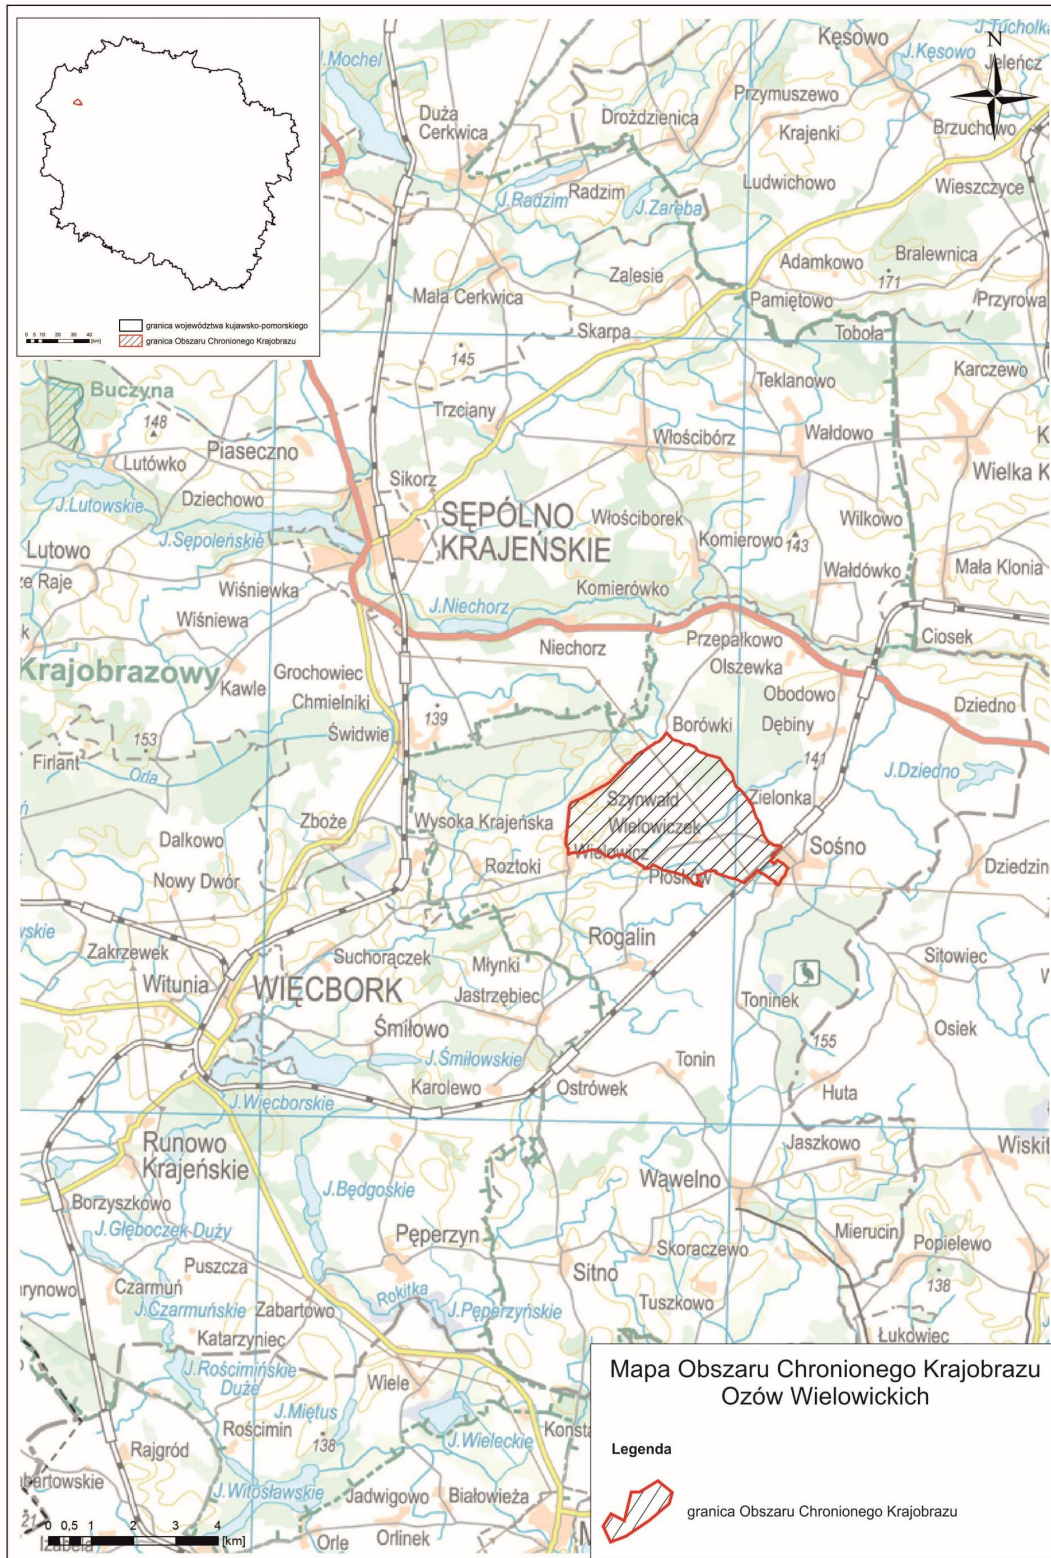 granica województwa kujawsko-pomorskiego
granica Obszaru Chronionego Krajobrazu
0 5 10 20 30 40
[km]
N
J.Mochel
Duża
Cerkwica
Kęsowo
J.Kęsowo
J.Tucholk
Jeleńcz
Przymuszewo
Drożdzienica
Krajenki
Brzuchowo
J.Radzim
Radzim
J.Zaręba
Ludwichowo
Wieszczyce
Zalesie
Adamkowo
Bralewnica
171
Mała Cerkwica
Pamiętowo
Przyrowa
Skarpa
Toboła
145
Buczyna
Teklanowo
Karczewo
148
Trzciany
Piaseczno
Lutówko
Włościbórz
Wałdowo
K
Wielka K
Sikorz
J.Lutowskie
Dziechowo
SĘPÓLNO
KRAJEŃSKIE
Włościborek
Wilkowo
J.Sępoleńskie
Komierowo
143
Lutowo
Wałdówko
Mała Klonia
ze Raje
Wiśniewka
Komierówko
J.Niechorz
Wiśniewa
k
Niechorz
Przepałkowo
Ciosek
Olszewka
Krajobrazowy
Grochowiec
Kawle
Chmielniki
Obodowo
Dziedno
139
Borówki
Dębiny
Świdwie
153
Firlant
Orla
141
J.Dziedno
Szynwałd
Zielonka
Zboże
Wysoka Krajeńska
Wielowiczek
Dalkowo
Sośno
Wielowicz
Roztoki
Dziedzin
Nowy Dwór
Płosków
wskie
Rogalin
Zakrzewek
Suchorączek
Sitowiec
Młynki
Witunia
WIĘCBORK
Jastrzębiec
Toninek
Śmiłowo
Osiek
155
J.Śmiłowskie
Tonin
Karolewo
Ostrówek
Huta
J.Więcborskie
Runowo
Krajeńskie
Jaszkowo
Wiskit
Wąwelno
J.Będgoskie
Borzyszkowo
J.Głęboczek Duży
Pęperzyn
Mierucin
Popielewo
Skoraczewo
Puszcza
Sitno
138
rynowo
Czarmuń
Rokitka
J.Czarmuńskie
Zabartowo
J.Pęperzyńskie
Tuszkowo
Katarzyniec
Łukowiec
J.Rościmińskie
Duże
Wiele
J.Miętus
Rościmin
138
Konsta
J.Wieleckie
Rajgród
bartowskie
J.Witosławskie
Jadwigowo
Białowieża
Orle
Orlinek
Izabela
0 0,5 1 2 3 4
[km]
Mapa Obszaru Chronionego Krajobrazu
Ozów Wielowickich
Legenda
granica Obszaru Chronionego Krajobrazu